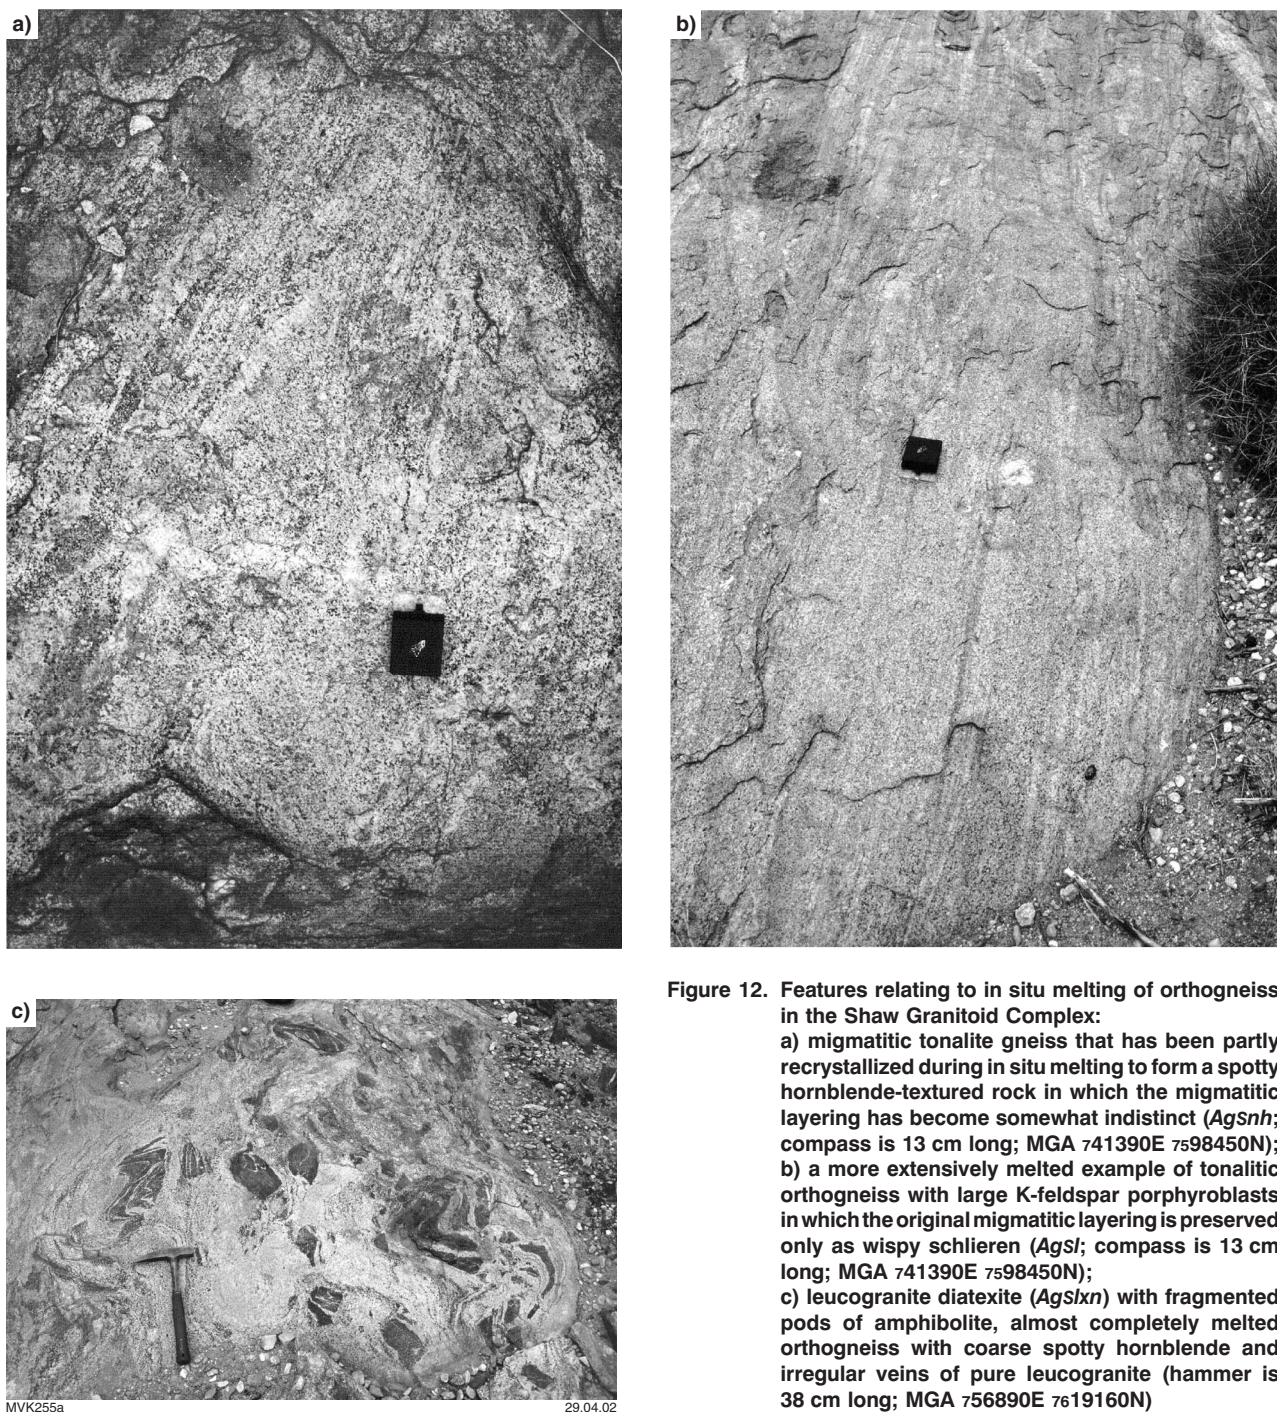 a)
b)
c)
MVK255a
29.04.02
Figure 12. Features relating to in situ melting of orthogneiss
in the Shaw Granitoid Complex:
a) migmatitic tonalite gneiss that has been partly
recrystallized during in situ melting to form a spotty
hornblende-textured rock in which the migmatitic
layering has become somewhat indistinct (AgSnh;
compass is 13 cm long; MGA 741390E 7598450N);
b) a more extensively melted example of tonalitic
orthogneiss with large K-feldspar porphyroblasts
in which the original migmatitic layering is preserved
only as wispy schlieren (AgSl; compass is 13 cm
long; MGA 741390E 7598450N);
c) leucogranite diatexite (AgSlxn) with fragmented
pods of amphibolite, almost completely melted
orthogneiss with coarse spotty hornblende and
irregular veins of pure leucogranite (hammer is
38 cm long; MGA 756890E 7619160N)